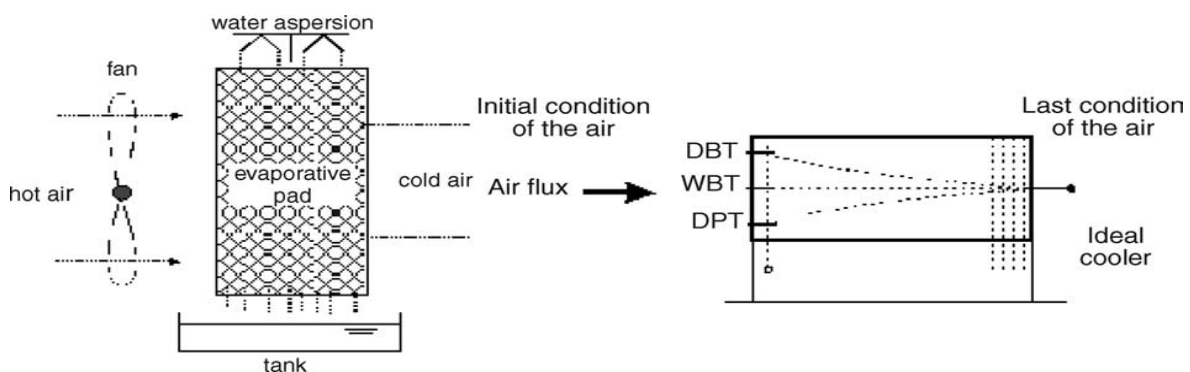 water aspersion
fan
hot air
evaporative
pad
cold air
tank
Initial condition
of the air
Air flux
DBT
WBT
DPT
Last condition
of the air
Ideal
cooler